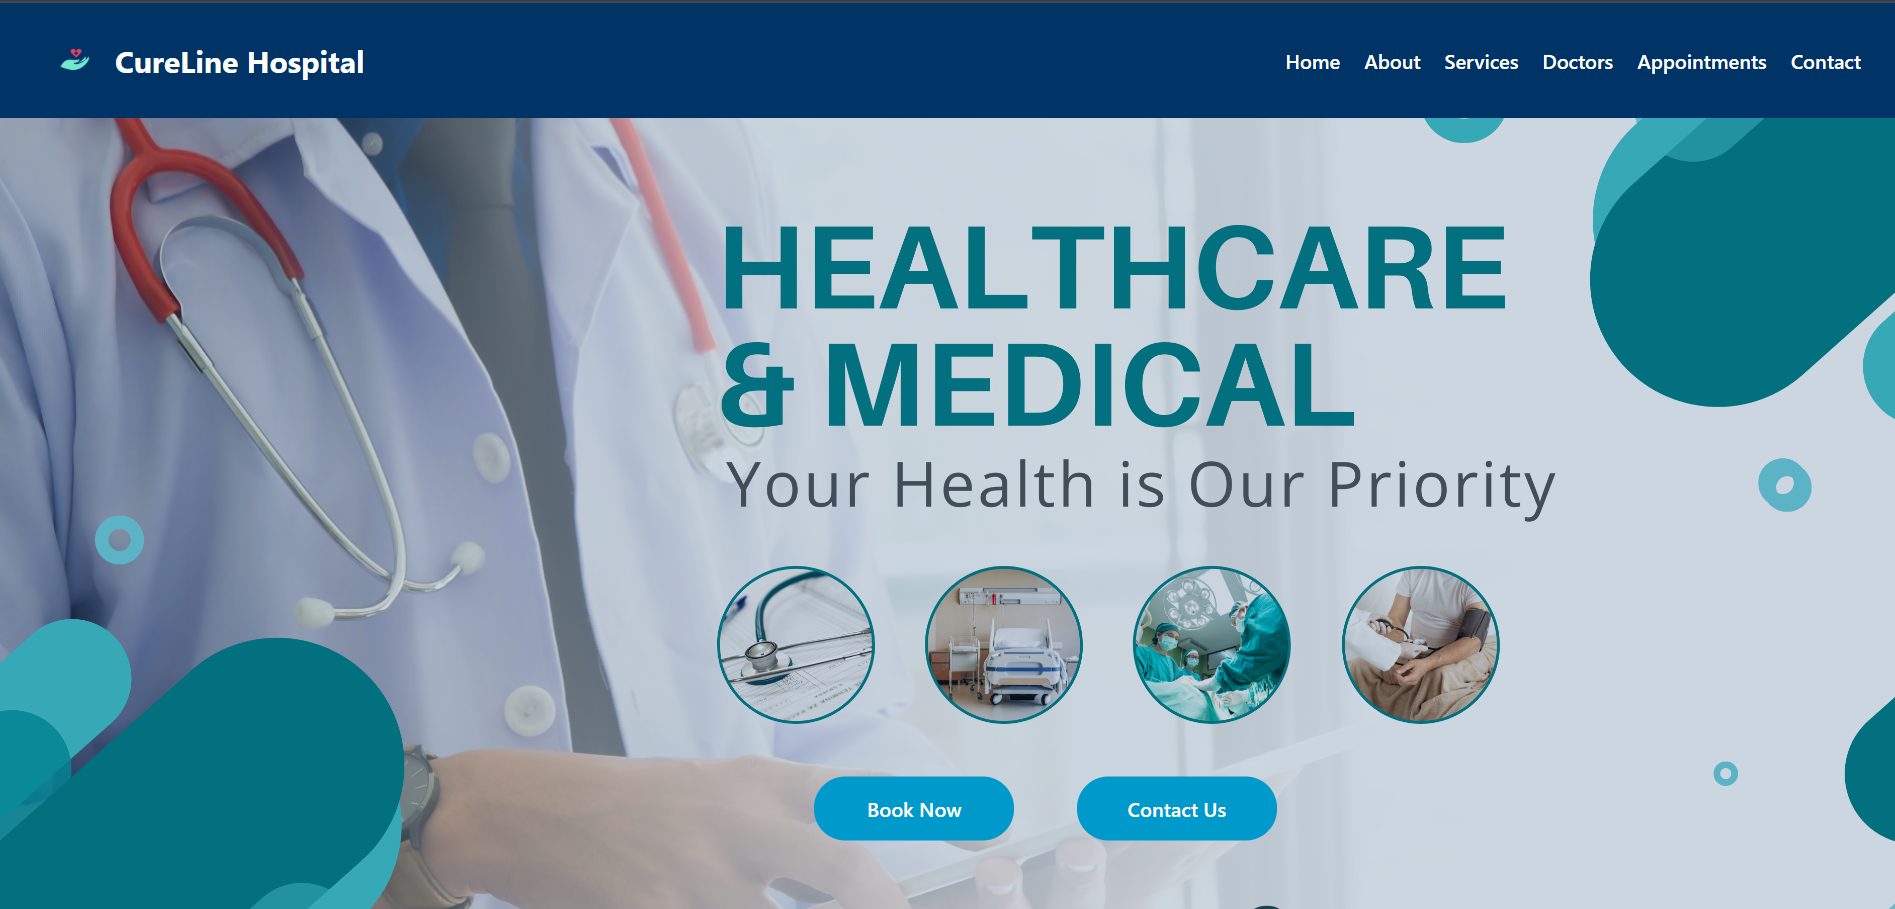 CureLine Hospital
Home About Services Doctors Appointments Contact
HEALTHCARE
& MEDICAL
Your Health is Our Priority
Book Now
Contact Us